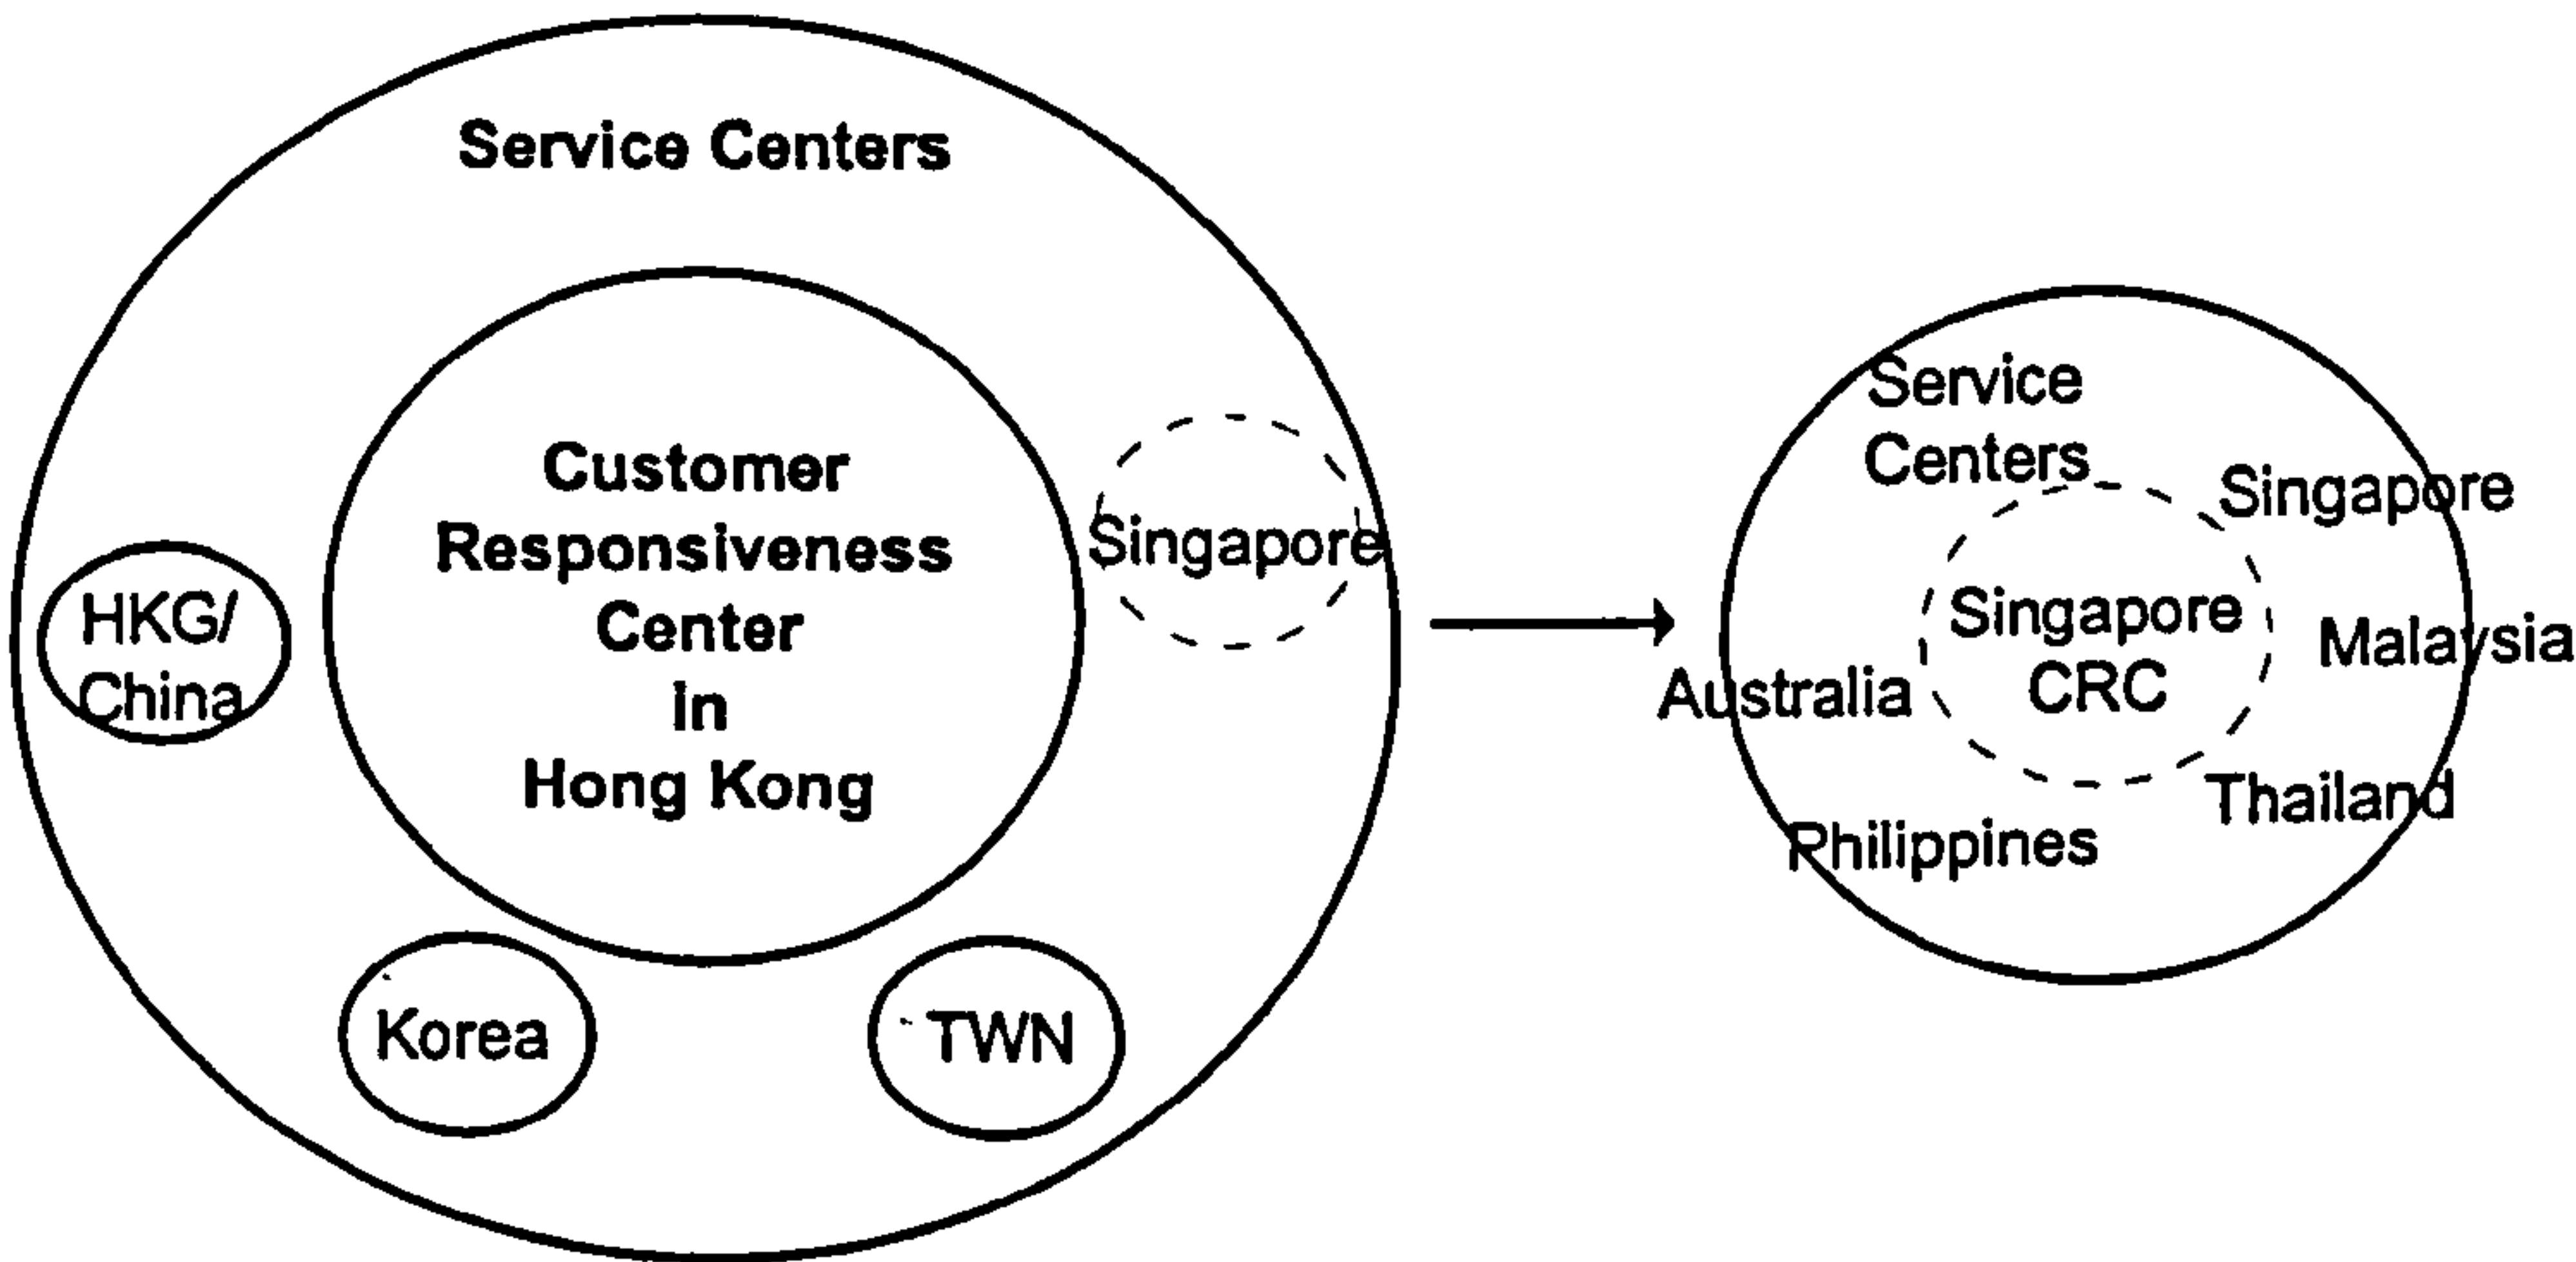 Service Centers
Customer
Responsiveness
Center
in
Hong Kong
Singapore
HKG/
China
Korea
TWN
Service
Centers
Singapore
Singapore
CRC
Malaysia
Australia
Thailand
Philippines